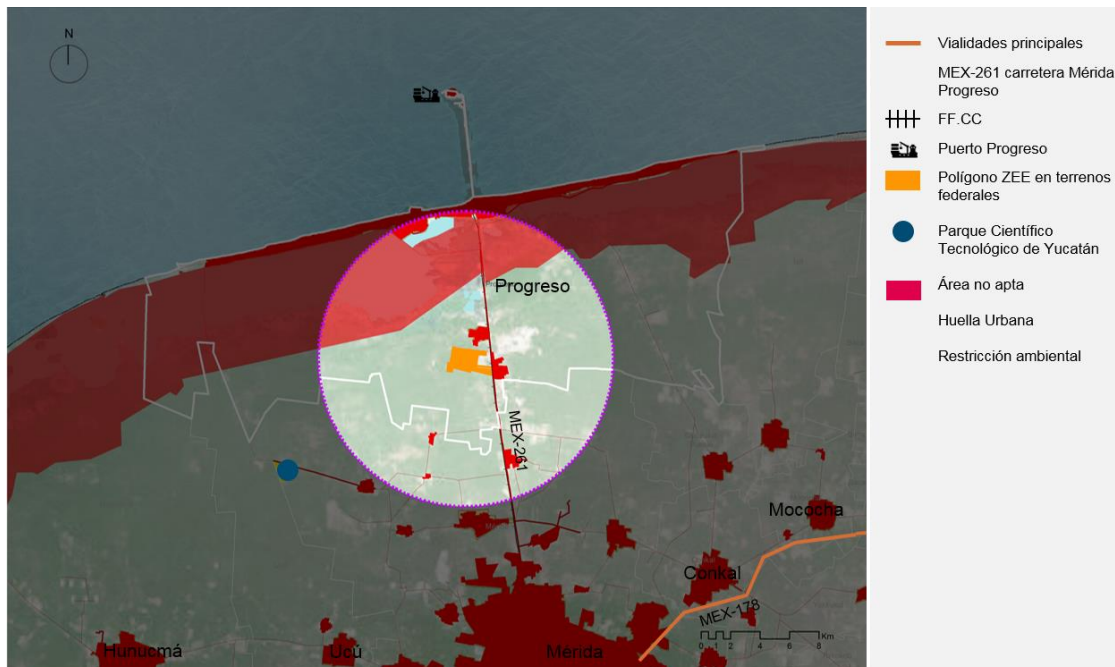 N
Progreso
MEX-261
Mococha
Conkal
MEX-178
0 1 2 4 6 8 Km
Hunucmá
Ucú
Mérida
Vialidades principales
MEX-261 carretera Mérida
Progreso
FF.CC
Puerto Progreso
Polígono ZEE en terrenos
federales
Parque Científico
Tecnológico de Yucatán
Área no apta
Huella Urbana
Restricción ambiental